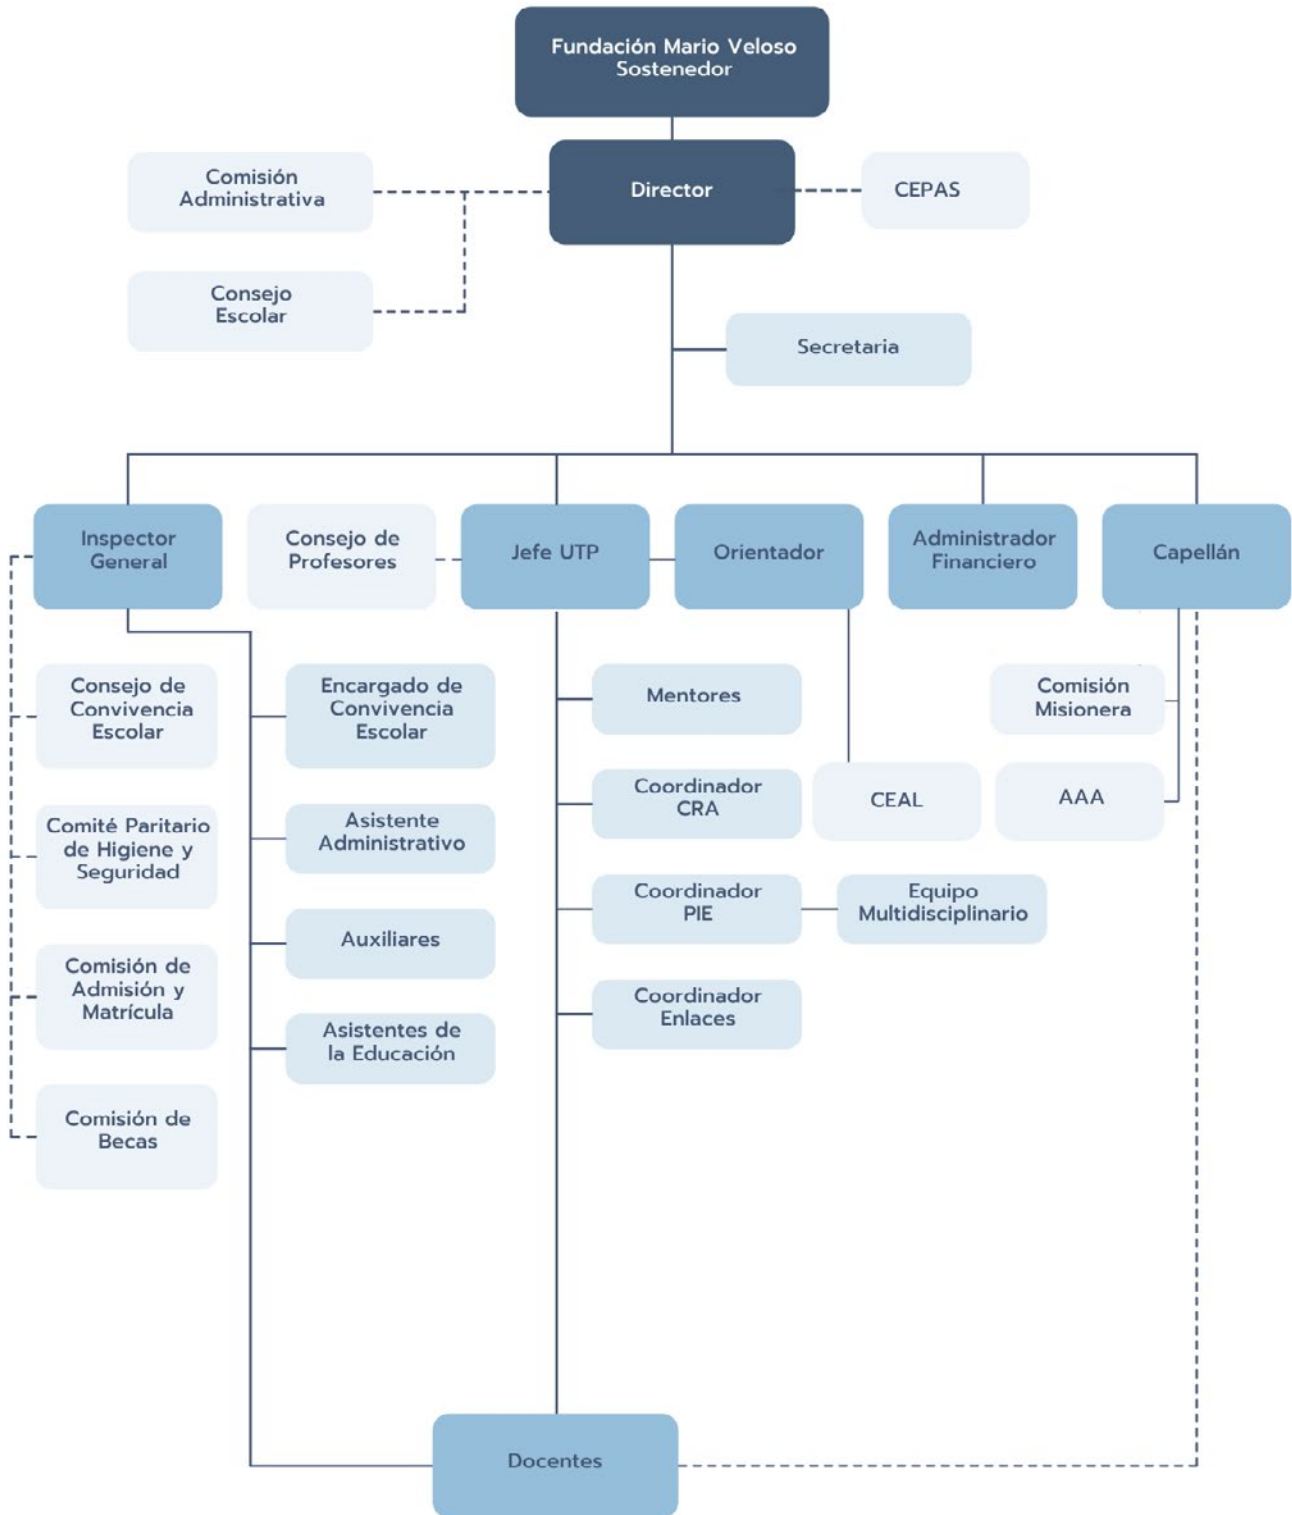 Fundación Mario Veloso
Sostenedor
Comisión
Administrativa
Director
CEPAS
Consejo
Escolar
Secretaria
Inspector
General
Consejo de
Profesores
Jefe UTP
Orientador
Administrador
Financiero
Capellán
Consejo de
Convivencia
Escolar
Encargado de
Convivencia
Escolar
Mentores
Comisión
Misionera
Coordinador
CRA
CEAL
AAA
Comité Paritario
de Higiene y
Seguridad
Asistente
Administrativo
Coordinador
PIE
Equipo
Multidisciplinario
Auxiliares
Comisión de
Admisión y
Matrícula
Coordinador
Enlaces
Asistentes de
la Educación
Comisión de
Becas
Docentes